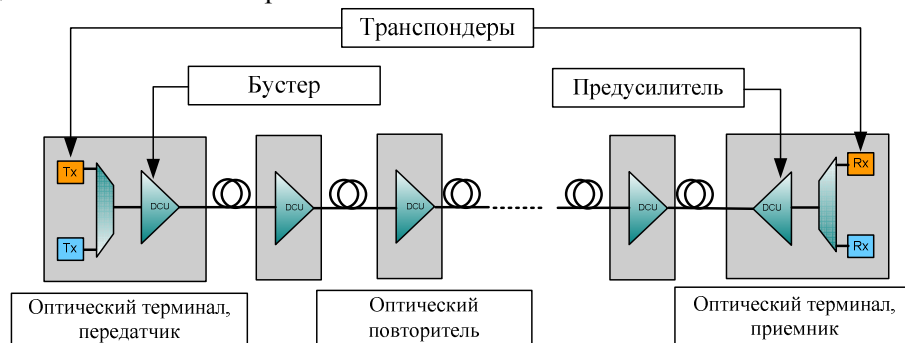 Транспондеры
Бустер
Предусилитель
Tx
Tx
DCU
DCU
DCU
DCU
DCU
Rx
Rx
Оптический терминал,
передатчик
Оптический
повторитель
Оптический терминал,
приемник